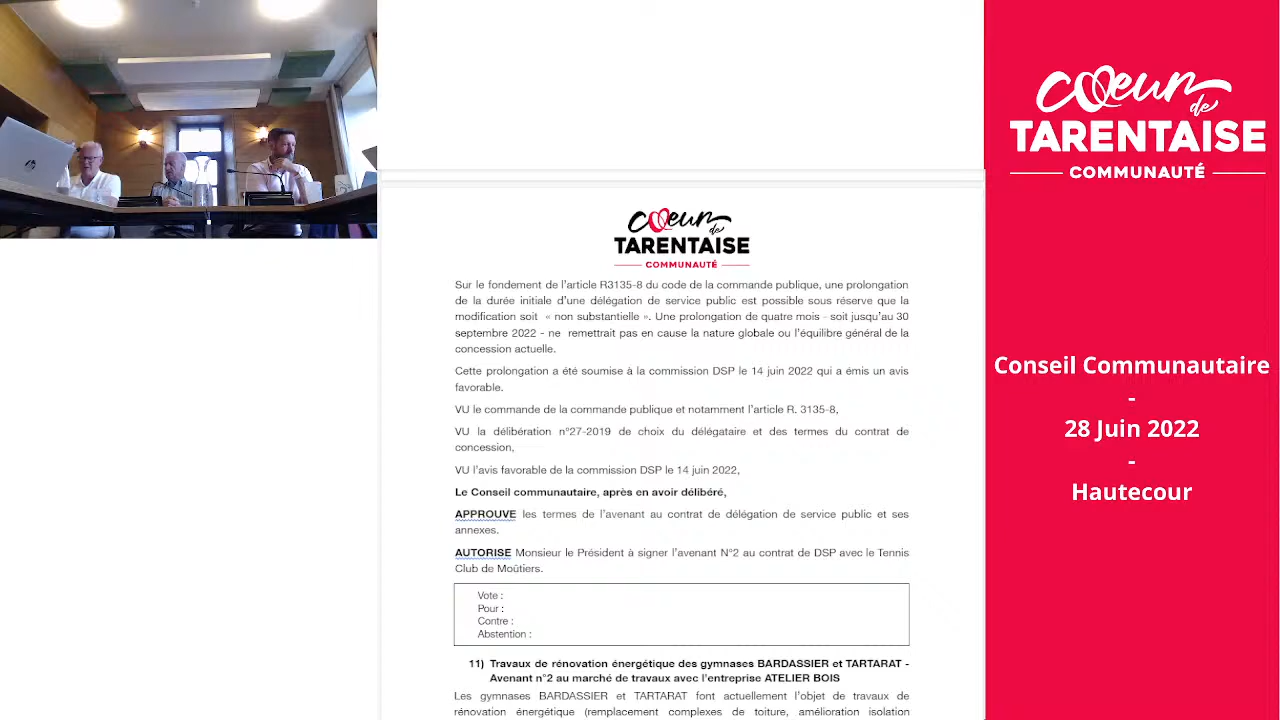 Cœur
de
TARENTAISE
COMMUNAUTÉ
Sur le fondement de l'article R3135-8 du code de la commande publique, une prolongation
de la durée initiale d'une délégation de service public est possible sous réserve que la
modification soit « non substantielle ». Une prolongation de quatre mois - soit jusqu'au 30
septembre 2022 - ne remettrait pas en cause la nature globale ou l'équilibre général de la
concession actuelle.
Cette prolongation a été soumise à la commission DSP le 14 juin 2022 qui a émis un avis
favorable.
VU le commande de la commande publique et notamment l'article R. 3135-8,
VU la délibération n°27-2019 de choix du délégataire et des termes du contrat de
concession,
VU l'avis favorable de la commission DSP le 14 juin 2022,
Le Conseil communautaire, après en avoir délibéré,
APPROUVE les termes de l'avenant au contrat de délégation de service public et ses
annexes.
AUTORISE Monsieur le Président à signer l'avenant N°2 au contrat de DSP avec le Tennis
Club de Moûtiers.
Vote :
Pour :
Contre :
Abstention :
11) Travaux de rénovation énergétique des gymnases BARDASSIER et TARTARAT -
Avenant n°2 au marché de travaux avec l'entreprise ATELIER BOIS
Les gymnases BARDASSIER et TARTARAT font actuellement l'objet de travaux de
rénovation énergétique (remplacement complexes de toiture, amélioration isolation
Cœur
de
TARENTAISE
COMMUNAUTÉ
Conseil Communautaire
-
28 Juin 2022
-
Hautecour